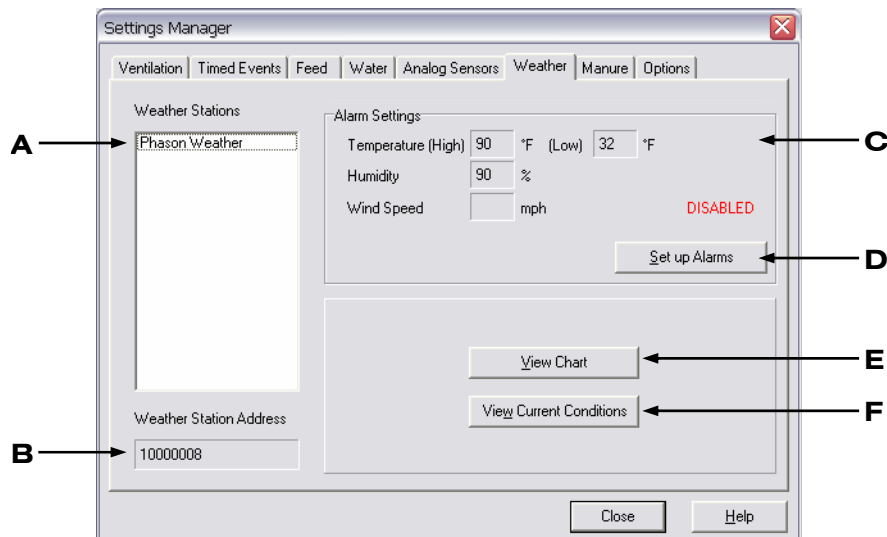 Settings Manager
Ventilation Timed Events Feed Water Analog Sensors Weather Manure Options
Weather Stations
Phason Weather
Alarm Settings
Temperature (High) 90 °F (Low) 32 °F
Humidity 90 %
Wind Speed mph DISABLED
Set up Alarms
View Chart
View Current Conditions
Weather Station Address
10000008
Close Help
A
B
C
D
E
F